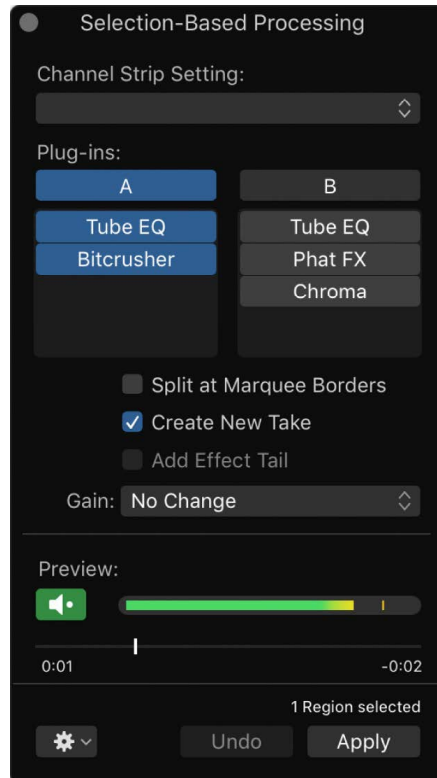 Selection-Based Processing
Channel Strip Setting:
Plug-ins:
A B
Tube EQ Tube EQ
Bitcrusher Phat FX
Chroma
Split at Marquee Borders
Create New Take
Add Effect Tail
Gain: No Change
Preview:
0:01 -0:02
1 Region selected
Undo Apply